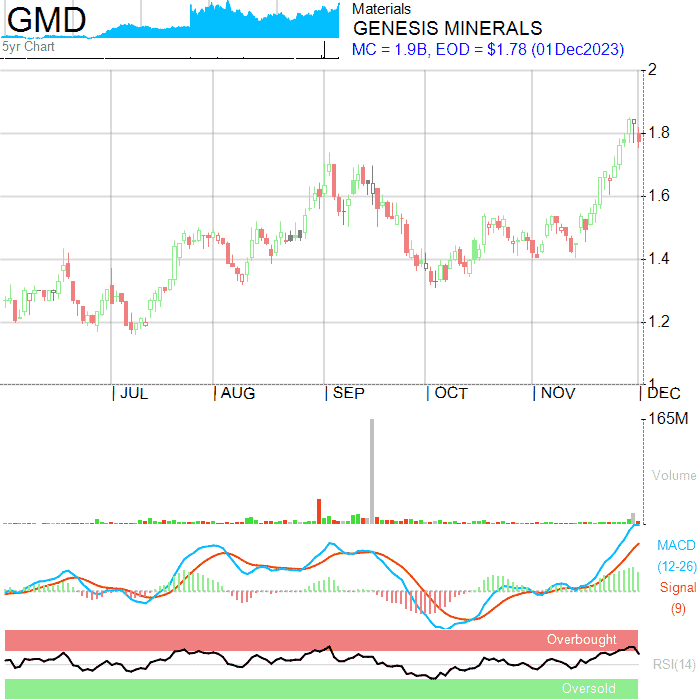 GMD
5yr Chart
Materials
GENESIS MINERALS
MC = 1.9B, EOD = $1.78 (01Dec2023)
2
1.8
1.6
1.4
1.2
1
JUL AUG SEP OCT NOV DEC
165M
Volume
MACD
(12-26)
Signal
(9)
Overbought
RSI(14)
Oversold